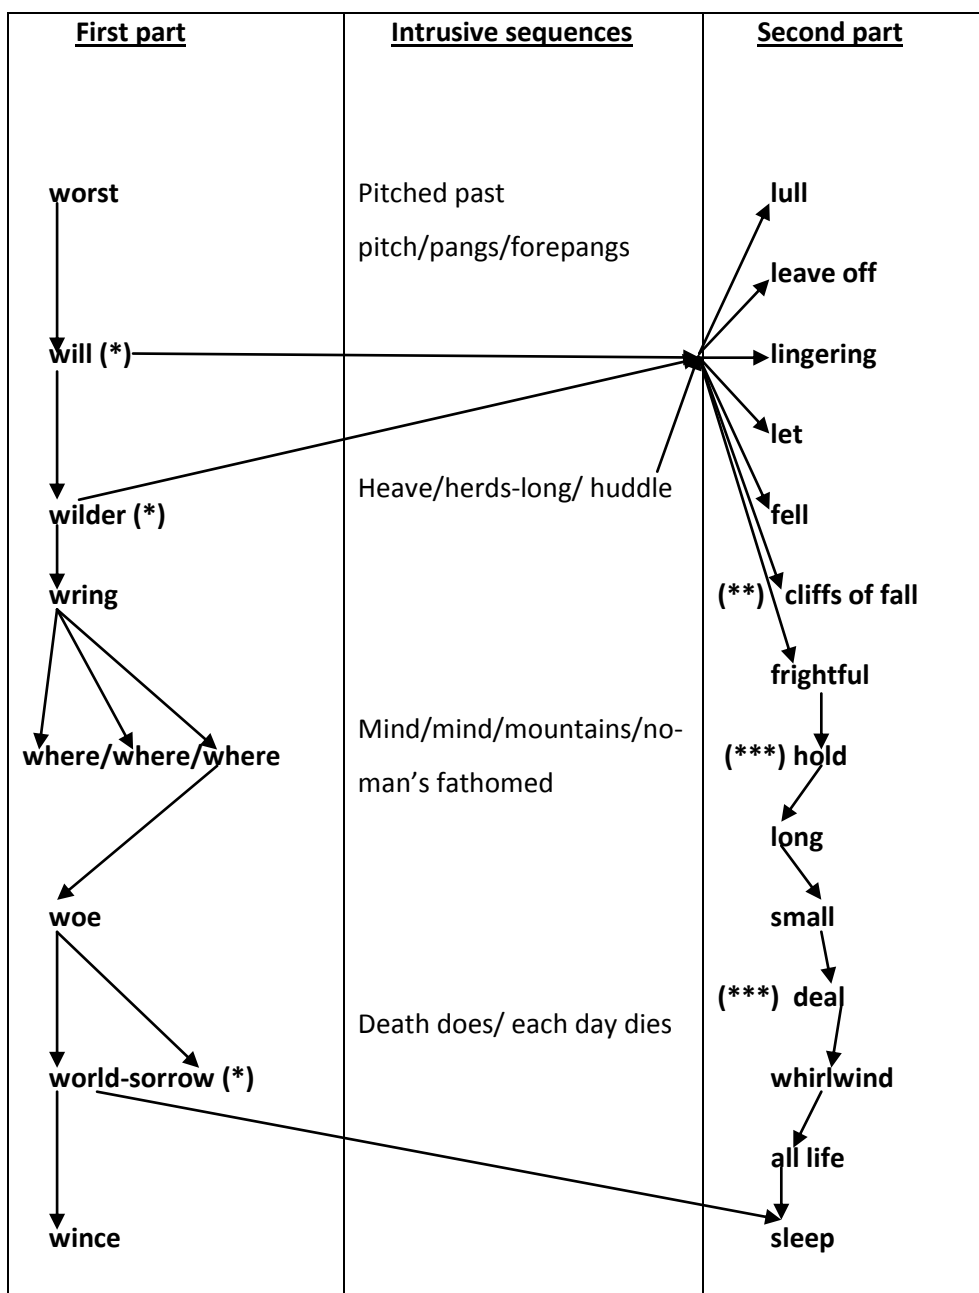 First part
Intrusive sequences
Second part
worst
will (*)
wilder (*)
wring
where/where/where
woe
world-sorrow (*)
wince
Pitched past
pitch/pangs/forepangs
Heave/herds-long/ huddle
Mind/mind/mountains/no-
man’s fathomed
Death does/ each day dies
lull
leave off
lingering
let
fell
(**) cliffs of fall
frightful
(***) hold
long
small
(***) deal
whirlwind
all life
sleep